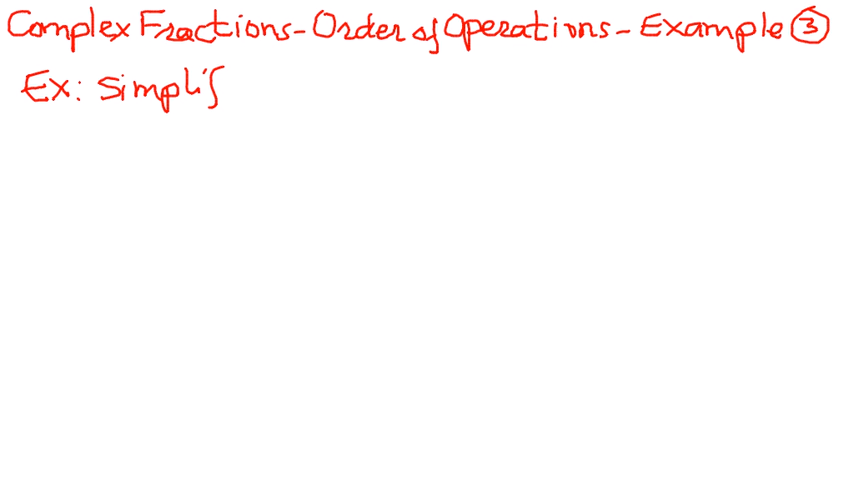 Complex Fractions - Order of Operations - Example ③
Ex: Simplif